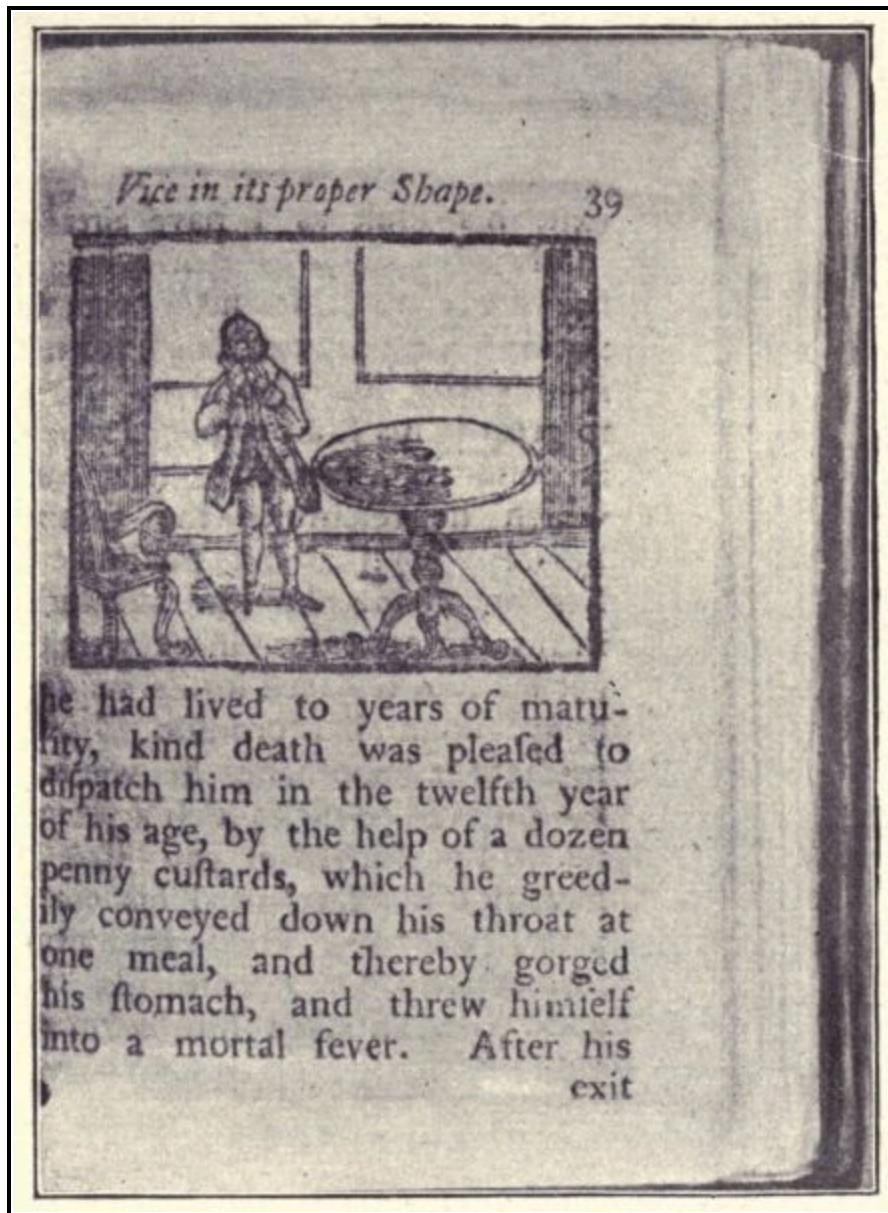 Vice in its proper Shape. 39
he had lived to years of matu-
rity, kind death was pleaſed to
diſpatch him in the twelfth year
of his age, by the help of a dozen
penny cuſtards, which he greed-
ily conveyed down his throat at
one meal, and thereby gorged
his ſtomach, and threw himſelf
into a mortal fever. After his
exit